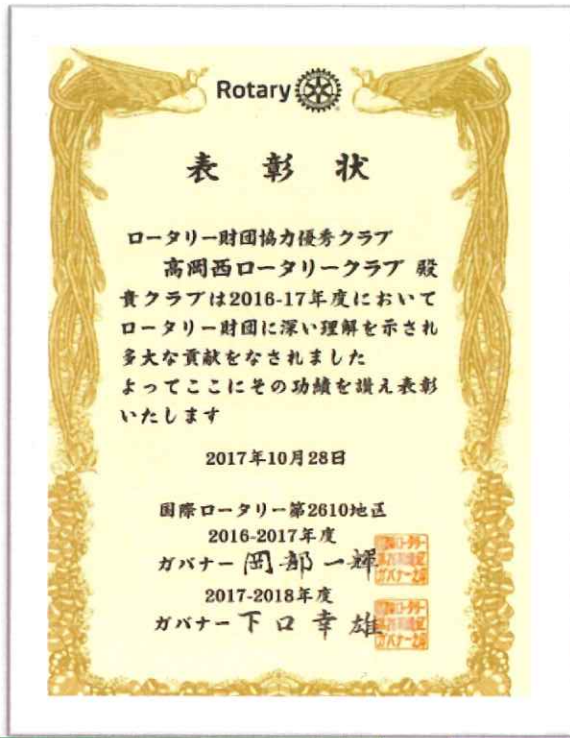 Rotary
表彰状
ロータリー財団協力優秀クラブ
高岡西ロータリークラブ 殿
貴クラブは2016-17年度において
ロータリー財団に深い理解を示され
多大な貢献をなされました
よってここにその功績を讃え表彰
いたします
2017年10月28日
国際ロータリー第2610地区
2016-2017年度
ガバナー 岡部一輝
2017-2018年度
ガバナー 下口幸雄